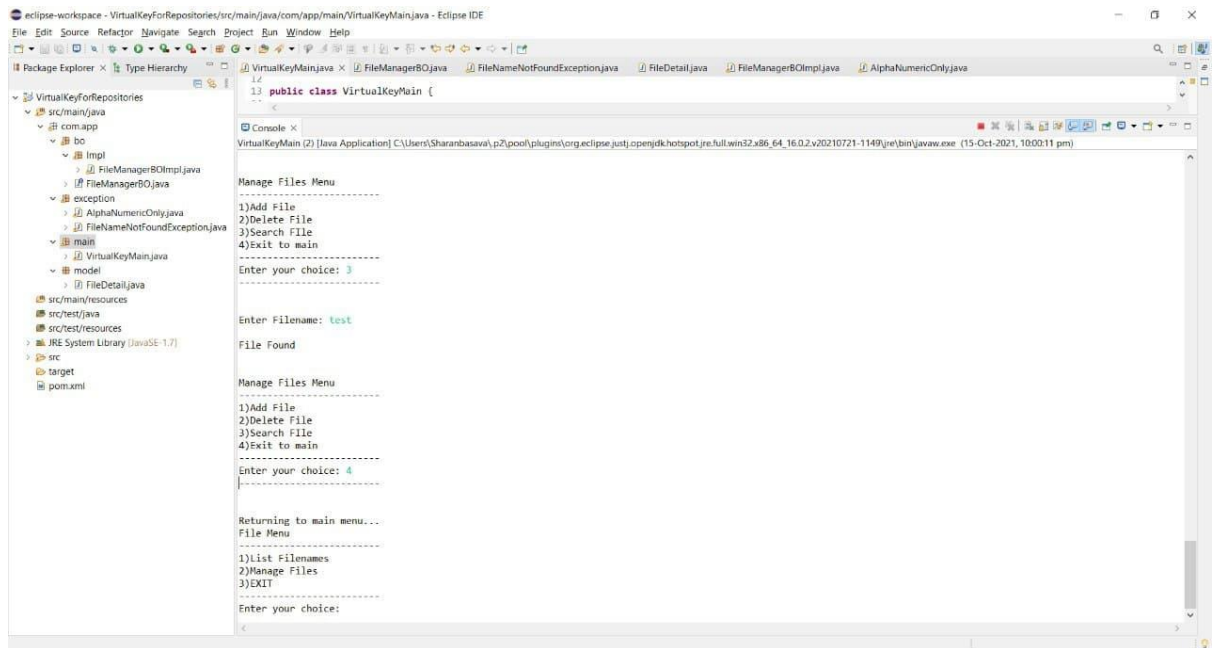 eclipse-workspace - VirtualKeyForRepositories/src/main/java/com/app/main/VirtualKeyMain.java - Eclipse IDE
File Edit Source Refactor Navigate Search Project Run Window Help
Package Explorer Type Hierarchy
VirtualKeyMain.java FileManagerBO.java FileNameNotFoundException.java FileDetail.java FileManagerBOImpl.java AlphaNumericOnly.java
VirtualKeyForRepositories
src/main/java
com.app
bo
Impl
FileManagerBOImpl.java
FileManagerBO.java
exception
AlphaNumericOnly.java
FileNameNotFoundException.java
main
VirtualKeyMain.java
model
FileDetail.java
src/main/resources
src/test/java
src/test/resources
JRE System Library [JavaSE-1.7]
src
target
pom.xml
12
13 public class VirtualKeyMain {
Console
VirtualKeyMain (2) [Java Application] C:\Users\Sharanbasava\.p2\pool\plugins\org.eclipse.justj.openjdk.hotspot.jre.full.win32.x86_64_16.0.2.v20210721-1149\jre\bin\javaw.exe (15-Oct-2021, 10:00:11 pm)
Manage Files Menu
-------------------------
1)Add File
2)Delete File
3)Search FIle
4)Exit to main
-------------------------
Enter your choice: 3
-------------------------
Enter Filename: test
File Found
Manage Files Menu
-------------------------
1)Add File
2)Delete File
3)Search FIle
4)Exit to main
-------------------------
Enter your choice: 4
-------------------------
Returning to main menu...
File Menu
-------------------------
1)List Filenames
2)Manage Files
3)EXIT
-------------------------
Enter your choice: